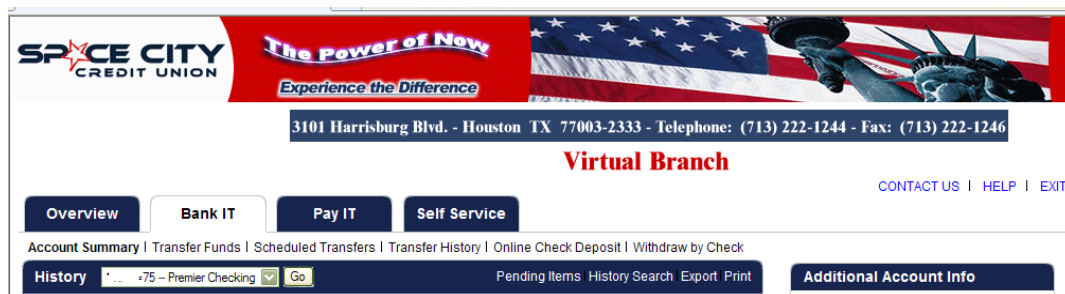 SPACE CITY
CREDIT UNION
The Power of Now
Experience the Difference
3101 Harrisburg Blvd. - Houston TX 77003-2333 - Telephone: (713) 222-1244 - Fax: (713) 222-1246
Virtual Branch
CONTACT US | HELP | EXIT
Overview Bank IT Pay IT Self Service
Account Summary | Transfer Funds | Scheduled Transfers | Transfer History | Online Check Deposit | Withdraw by Check
History 75 -- Premier Checking Go Pending Items | History Search | Export | Print Additional Account Info